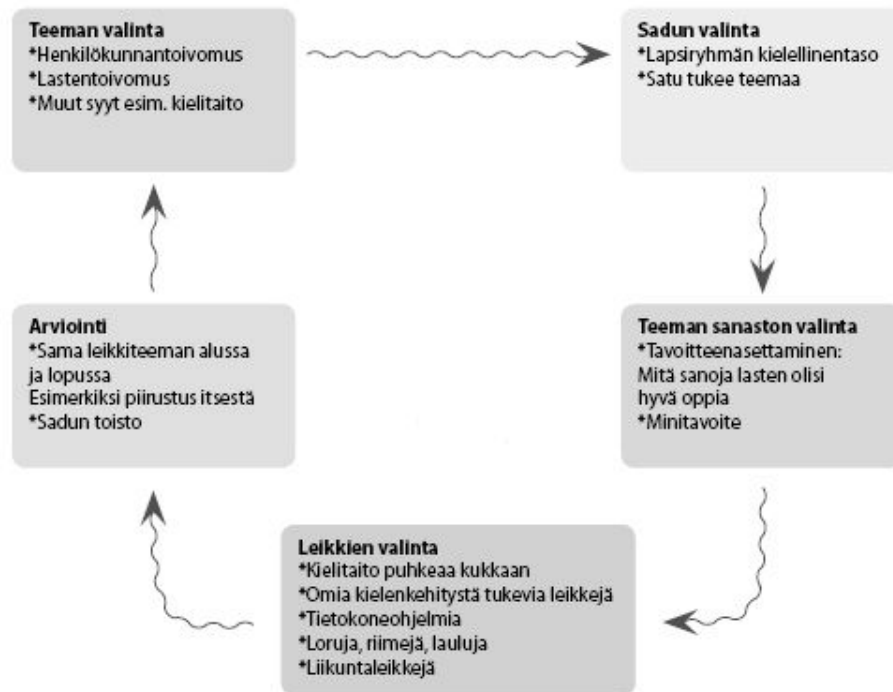 Teeman valinta
*Henkilökunnantoivomus
*Lastentoivomus
*Muut syyt esim. kielitaito
Sadun valinta
*Lapsiryhmän kielellinentaso
*Satu tukee teemaa
Teeman sanaston valinta
*Tavoitteenasettaminen:
Mitä sanoja lasten olisi
hyvä oppia
*Minitavoite
Leikkien valinta
*Kielitaito puhkeaa kukkaan
*Omia kielenkehitystä tukevia leikkejä
*Tietokoneohjelmia
*Loruja, riimejä, lauluja
*Liikuntaleikkejä
Arviointi
*Sama leikkiteeman alussa
ja lopussa
Esimerkiksi piirustus itsestä
*Sadun toisto